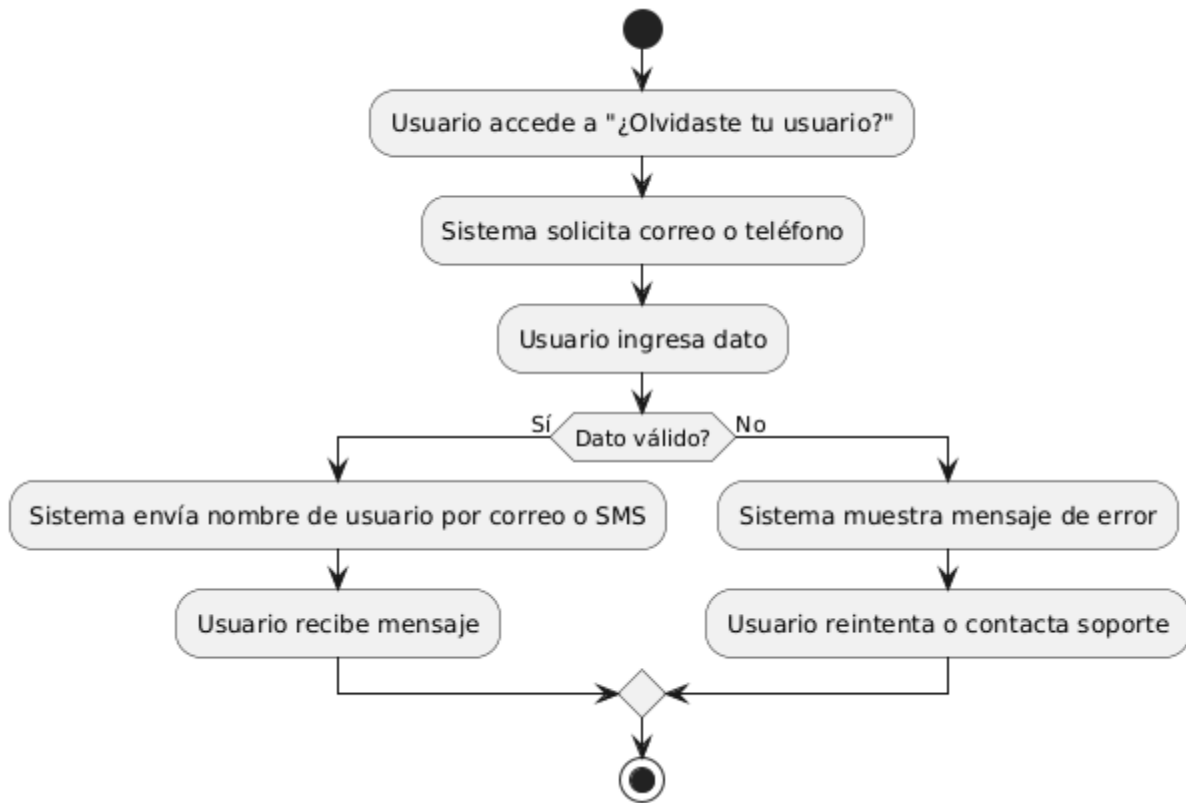 Usuario accede a "¿Olvidaste tu usuario?"
Sistema solicita correo o teléfono
Usuario ingresa dato
Sí
Dato válido?
No
Sistema envía nombre de usuario por correo o SMS
Sistema muestra mensaje de error
Usuario recibe mensaje
Usuario reintenta o contacta soporte